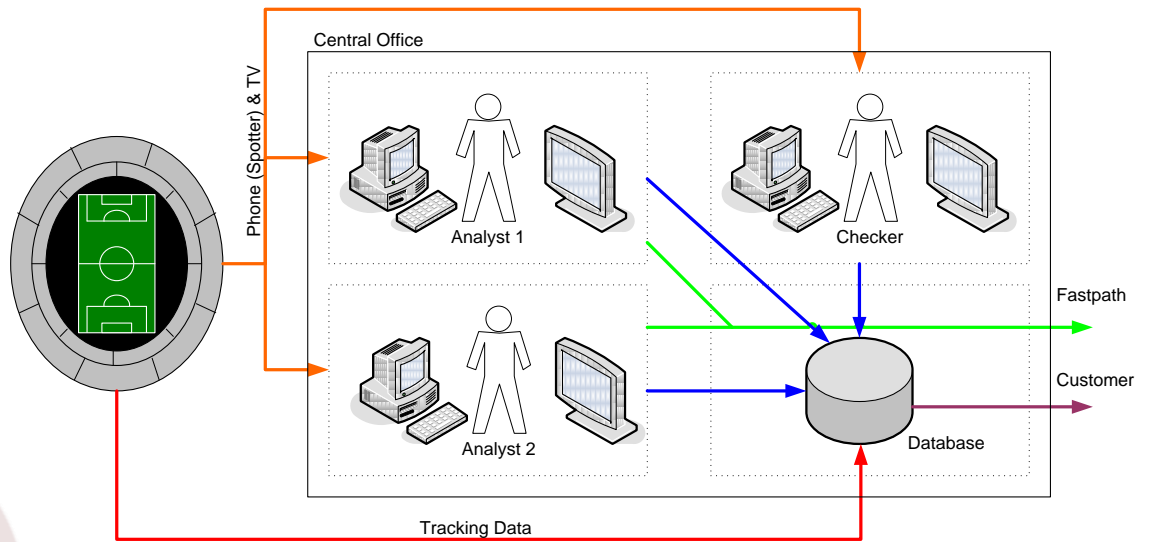 Central Office
Phone (Spotter) & TV
Analyst 1
Checker
Fastpath
Customer
Analyst 2
Database
Tracking Data